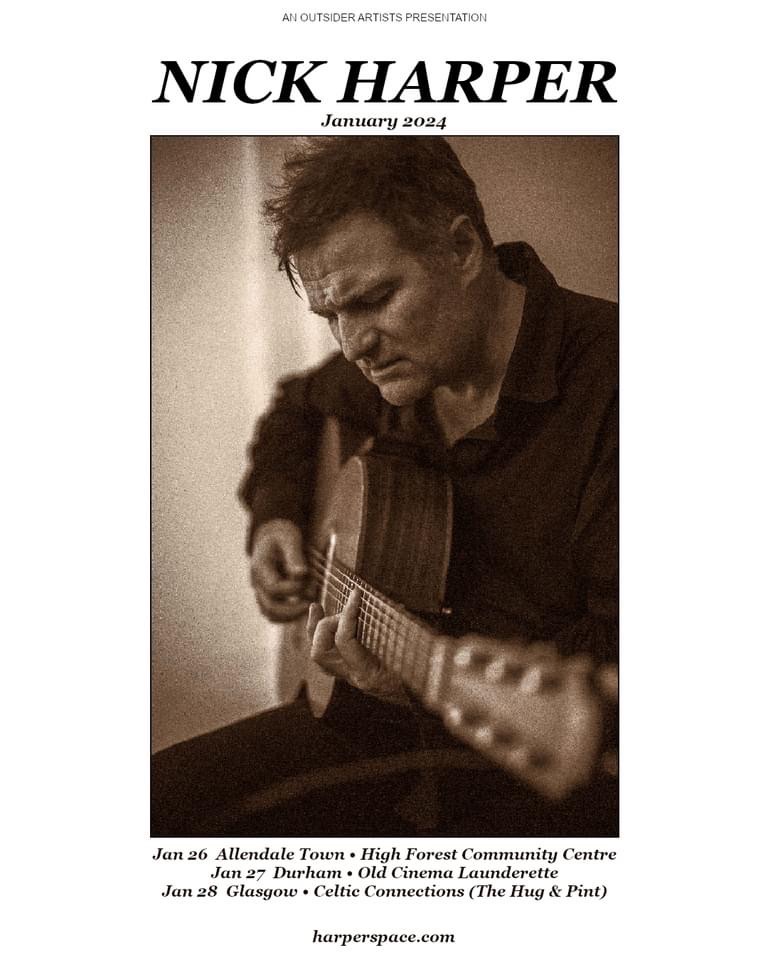 AN OUTSIDER ARTISTS PRESENTATION
NICK HARPER
January 2024
Jan 26 Allendale Town • High Forest Community Centre
Jan 27 Durham • Old Cinema Launderette
Jan 28 Glasgow • Celtic Connections (The Hug & Pint)
harperspace.com